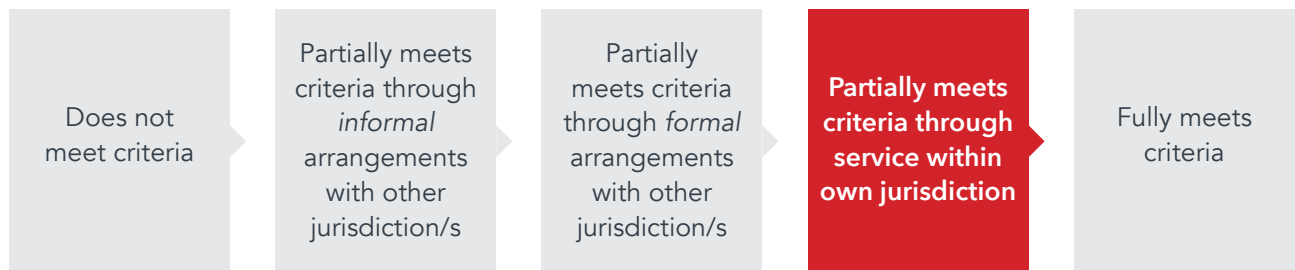 Does not
meet criteria
Partially meets
criteria through
informal
arrangements
with other
jurisdiction/s
Partially
meets criteria
through formal
arrangements
with other
jurisdiction/s
Partially meets
criteria through
service within
own jurisdiction
Fully meets
criteria